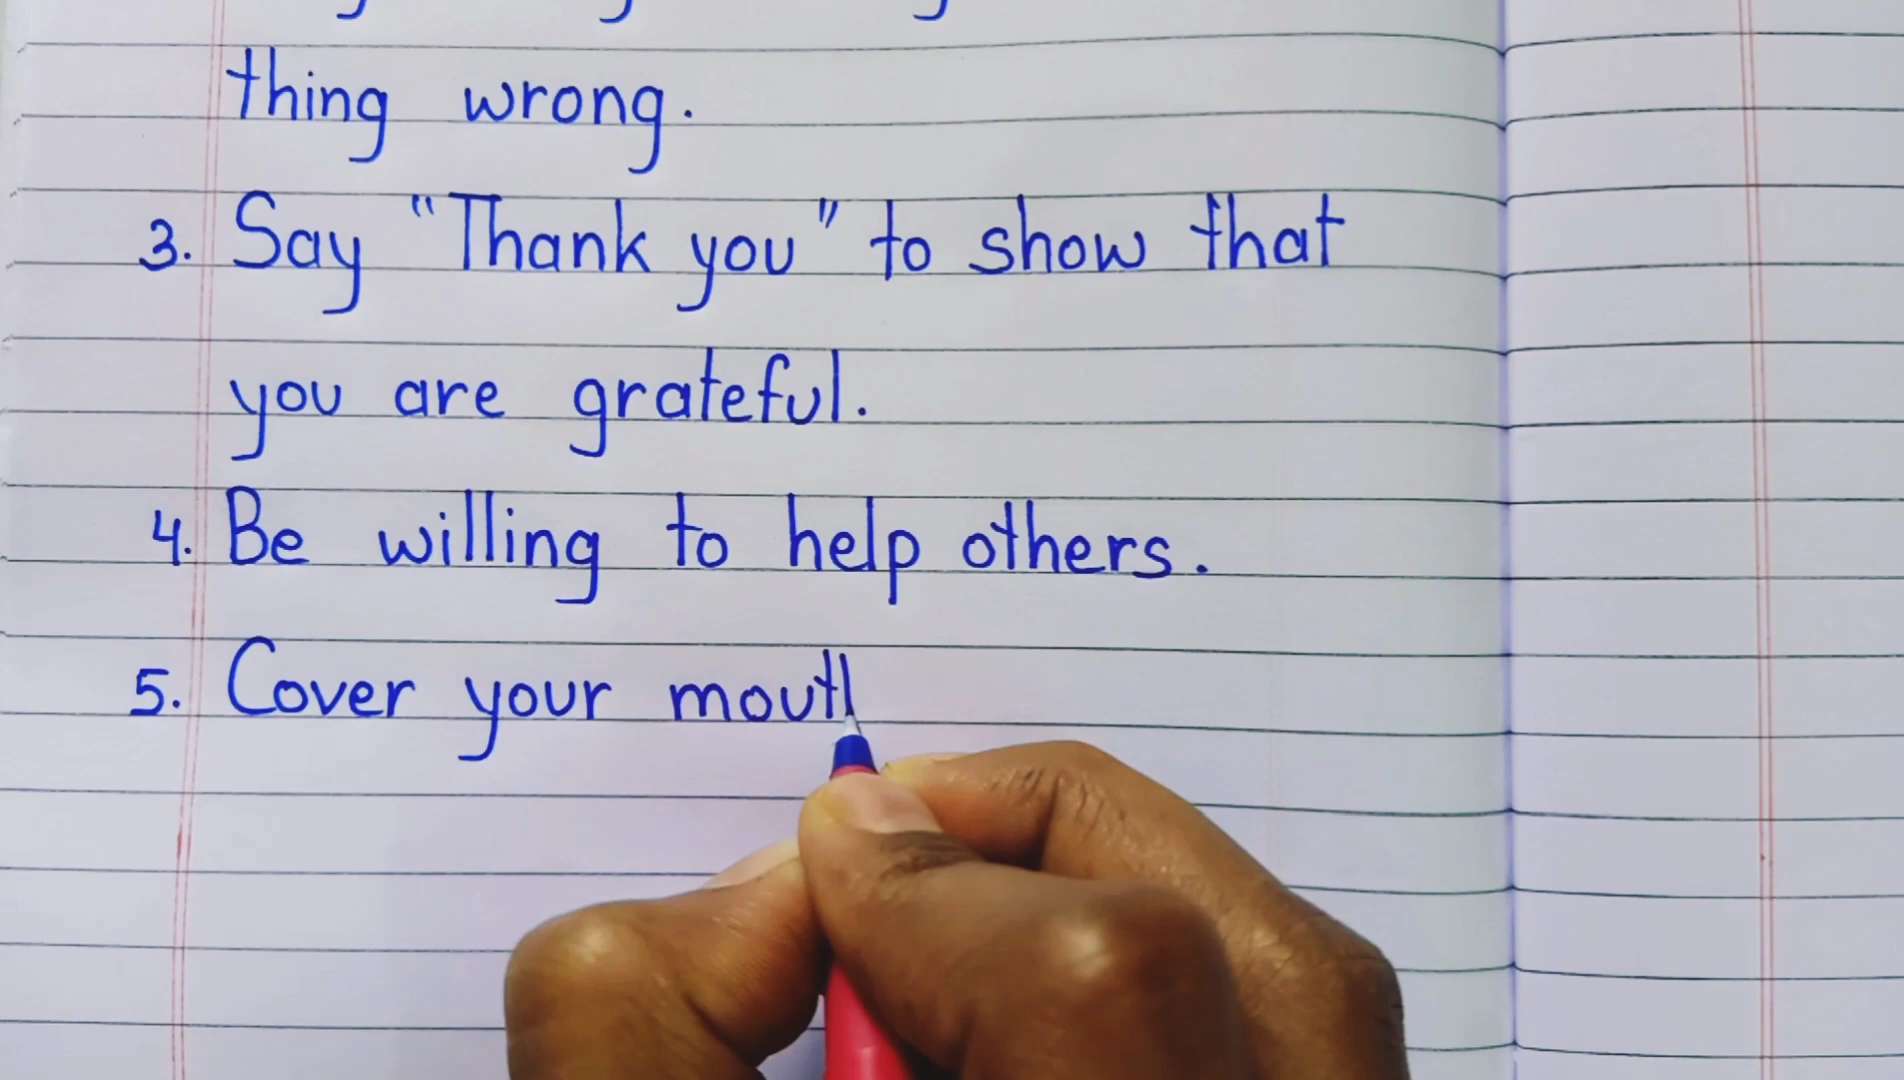 thing wrong.
3. Say "Thank you" to show that
you are grateful.
4. Be willing to help others.
5. Cover your